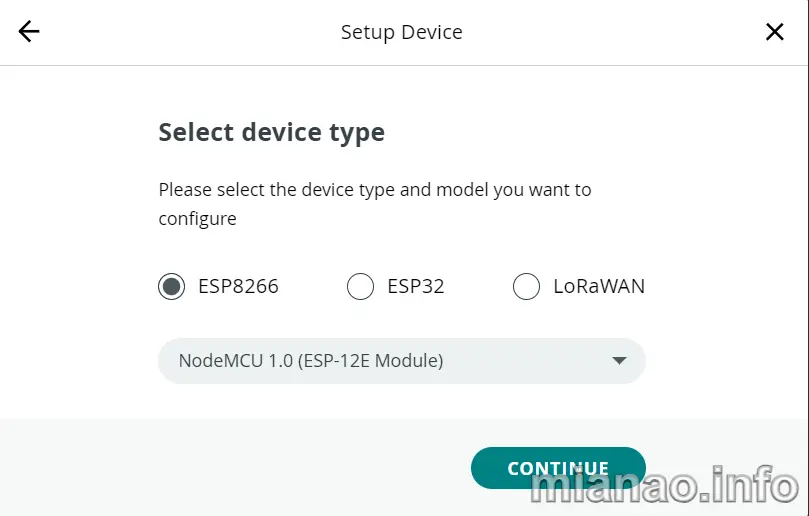 Setup Device
Select device type
Please select the device type and model you want to
configure
ESP8266 ESP32 LoRaWAN
NodeMCU 1.0 (ESP-12E Module)
CONTINUE
mianao.info